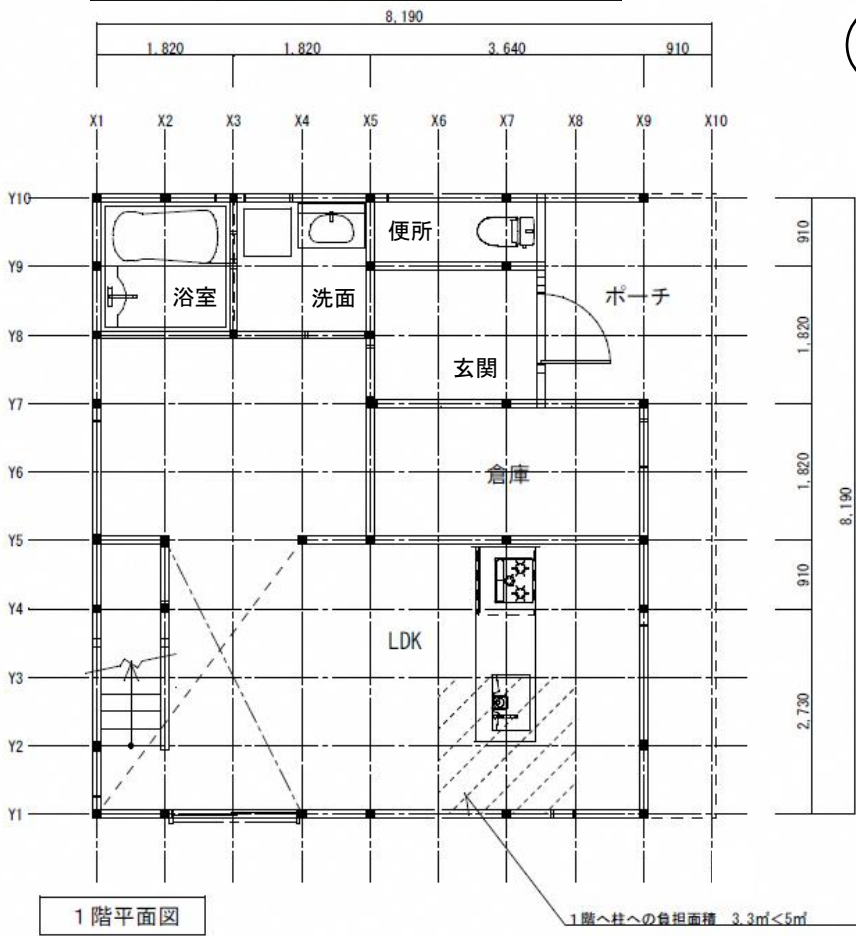 8,190
1,820 1,820 3,640 910
X1 X2 X3 X4 X5 X6 X7 X8 X9 X10
Y10
便所
910
Y9
浴室 洗面 ポーチ
Y8
1,820
玄関
Y7
Y6
倉庫
1,820
8,190
Y5
910
Y4
LDK
Y3
2,730
Y2
Y1
1階平面図
1階へ柱への負担面積 3.3㎡<5㎡